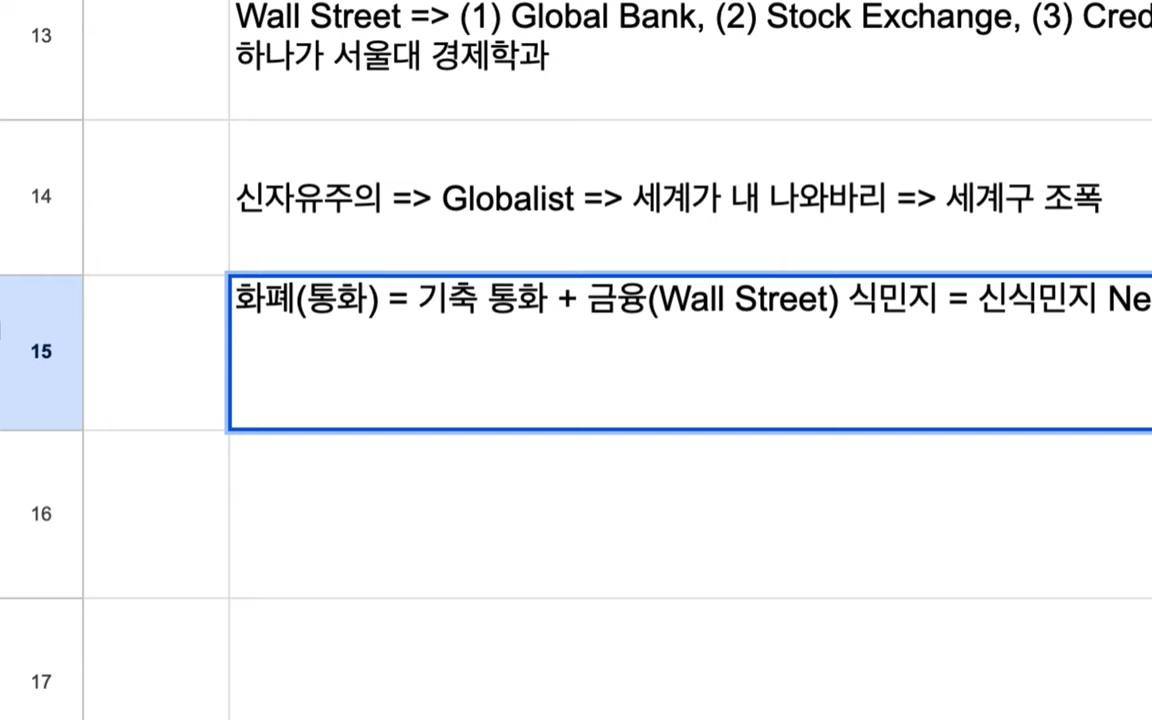 13
Wall Street => (1) Global Bank, (2) Stock Exchange, (3) Cred
하나가 서울대 경제학과
14
신자유주의 => Globalist => 세계가 내 나와바리 => 세계구 조폭
15
화폐(통화) = 기축 통화 + 금융(Wall Street) 식민지 = 신식민지 Ne
16
17